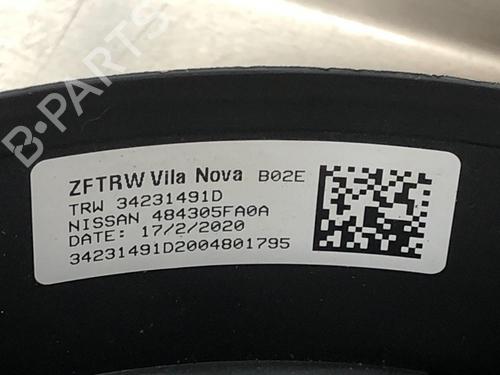 B-PARTS
ZFTRW Vila Nova B02E
TRW 34231491D
NISSAN 484305FA0A
DATE: 17/2/2020
34231491D2004801795